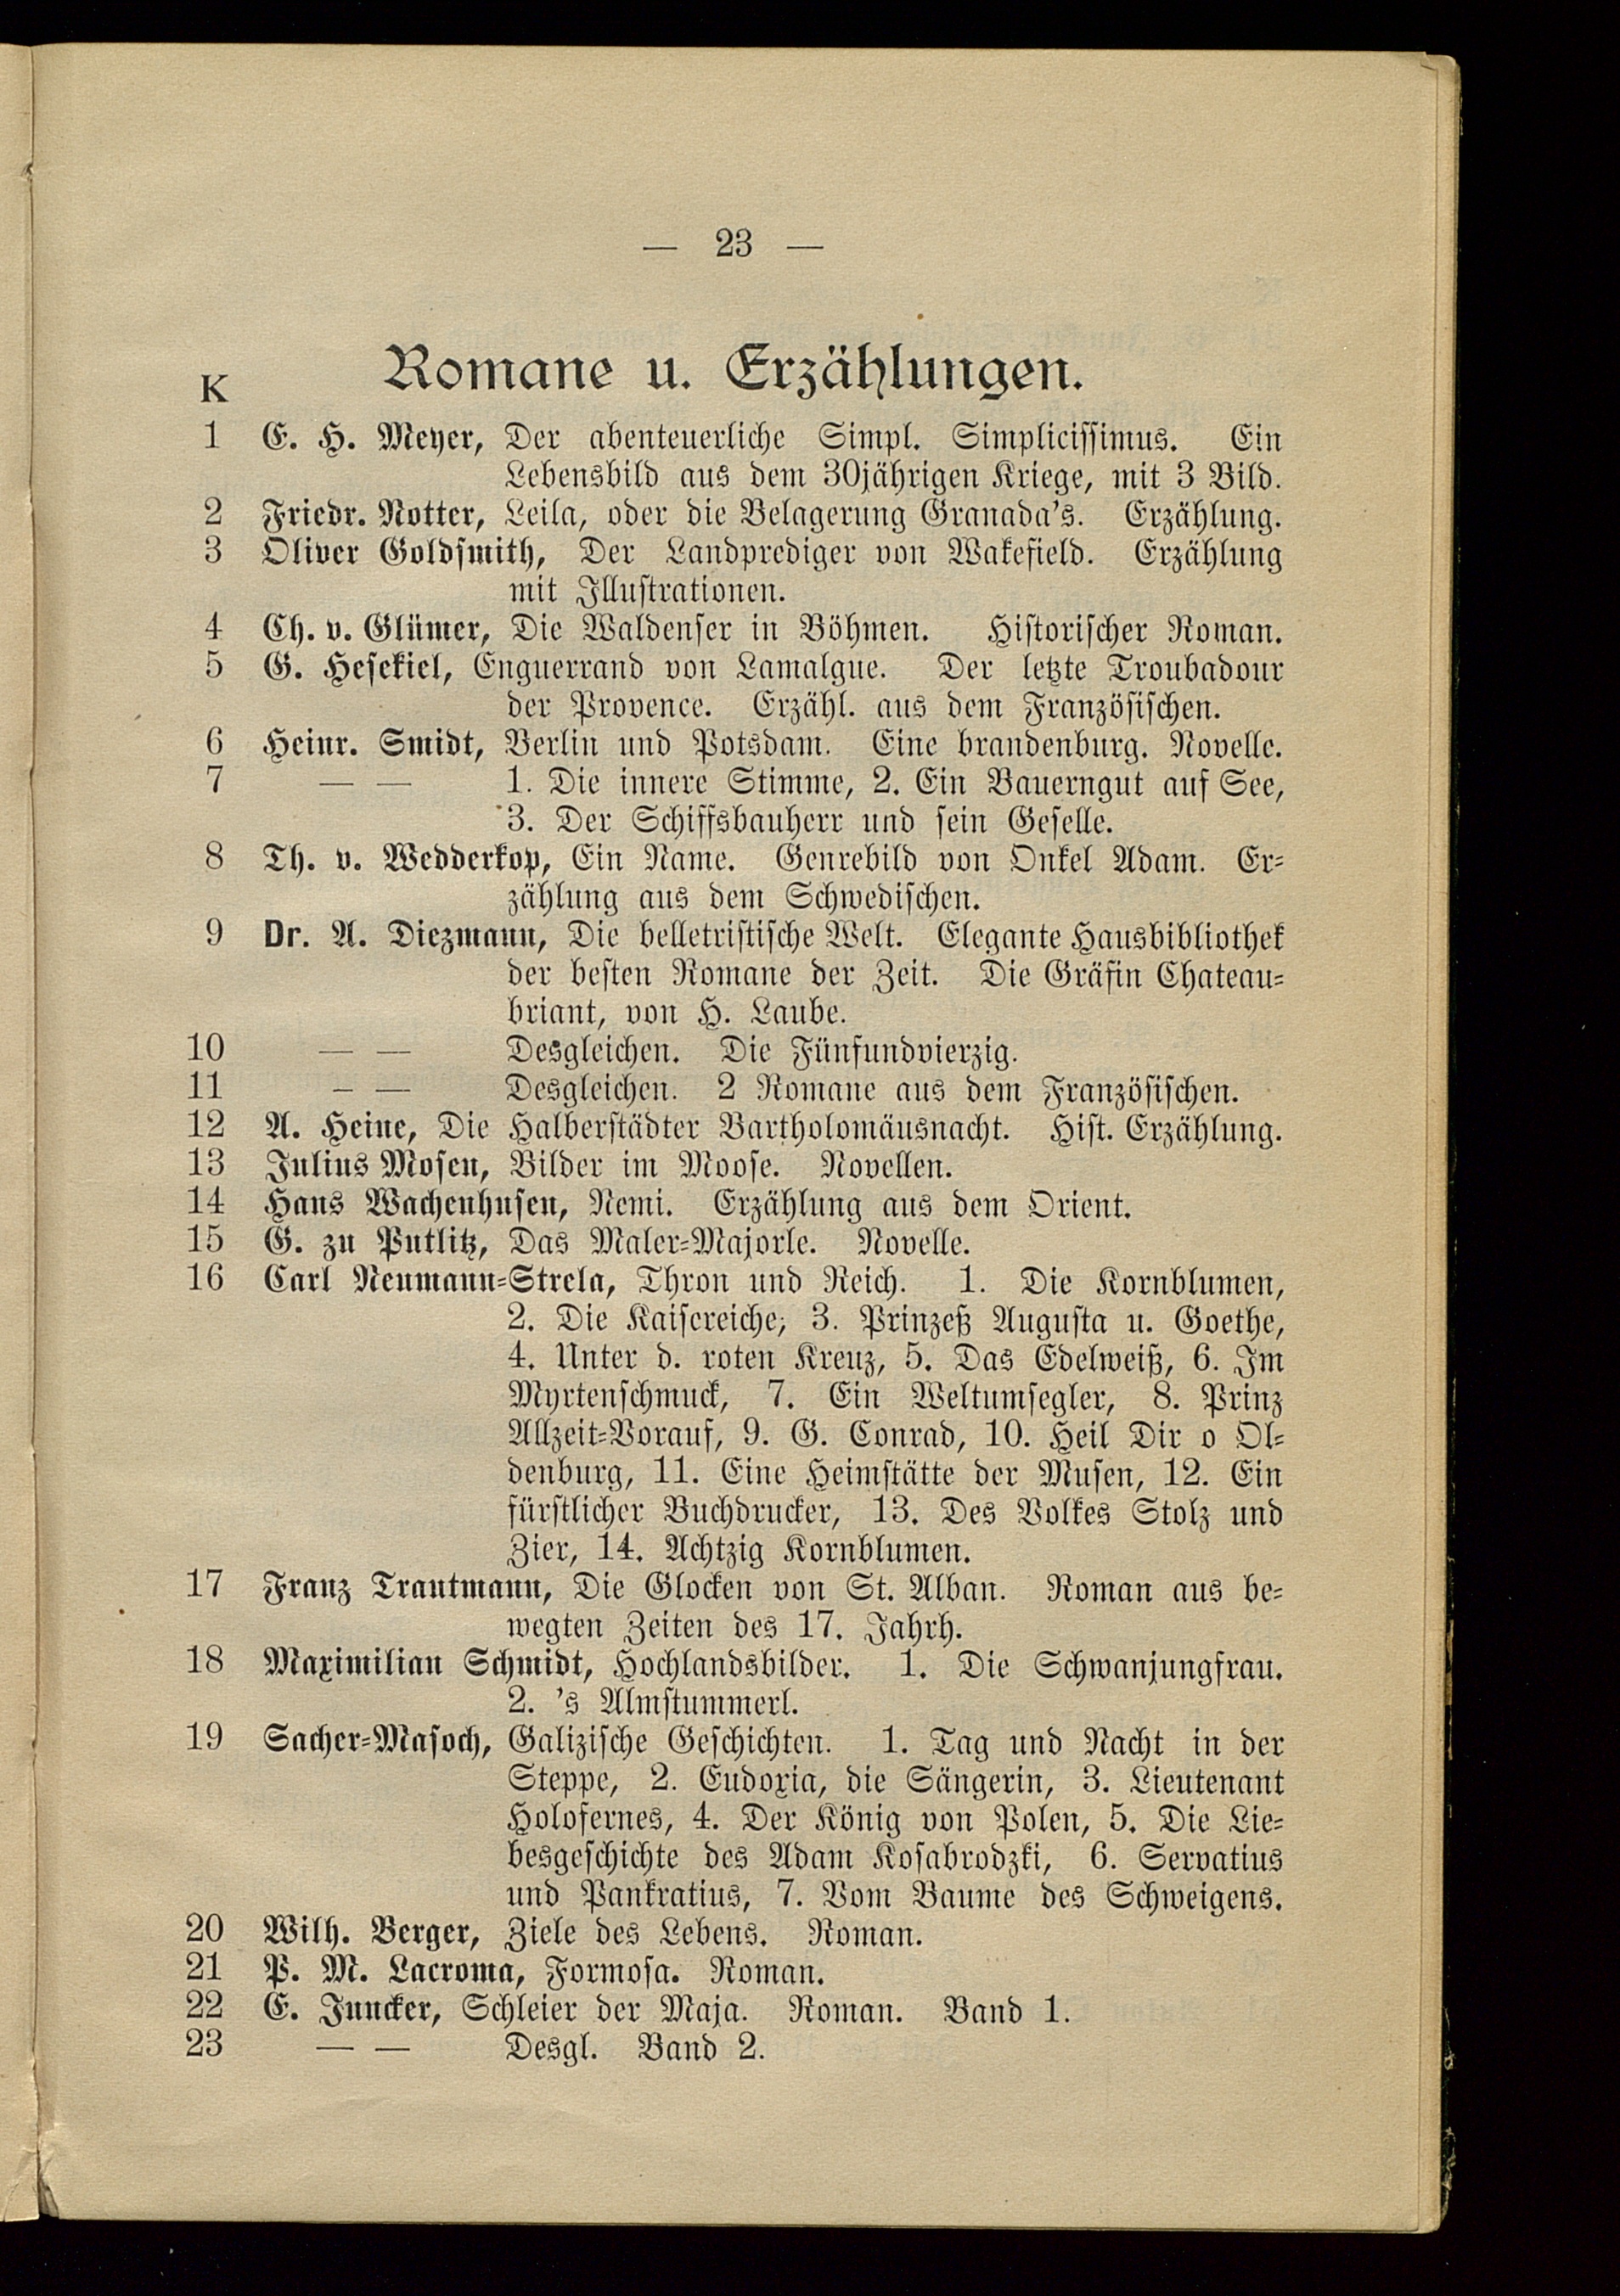 — 23 —
Romane u. Erzählungen.
K
1 E. H. Meyer, Der abenteuerliche Simpl. Simplicissimus. Ein
Lebensbild aus dem 30jährigen Kriege, mit 3 Bild.
2 Friedr. Notter, Leila, oder die Belagerung Granada's. Erzählung.
3 Oliver Goldsmith, Der Landprediger von Wakefield. Erzählung
mit Illustrationen.
4 Ch. v. Glümer, Die Waldenser in Böhmen. Historischer Roman.
5 G. Hesekiel, Enguerrand von Lamalgue. Der letzte Troubadour
der Provence. Erzähl. aus dem Französischen.
6 Heinr. Smidt, Berlin und Potsdam. Eine brandenburg. Novelle.
7 — — 1. Die innere Stimme, 2. Ein Bauerngut auf See,
3. Der Schiffsbauherr und sein Geselle.
8 Th. v. Wedderkop, Ein Name. Genrebild von Onkel Adam. Er-
zählung aus dem Schwedischen.
9 Dr. A. Diezmann, Die belletristische Welt. Elegante Hausbibliothek
der besten Romane der Zeit. Die Gräfin Chateau-
briant, von H. Laube.
10 — — Desgleichen. Die Fünfundvierzig.
11 — — Desgleichen. 2 Romane aus dem Französischen.
12 A. Heine, Die Halberstädter Bartholomäusnacht. Hist. Erzählung.
13 Julius Mosen, Bilder im Moose. Novellen.
14 Hans Wachenhusen, Nemi. Erzählung aus dem Orient.
15 G. zu Putlitz, Das Maler-Majorle. Novelle.
16 Carl Neumann-Strela, Thron und Reich. 1. Die Kornblumen,
2. Die Kaisereiche, 3. Prinzeß Augusta u. Goethe,
4. Unter d. roten Kreuz, 5. Das Edelweiß, 6. Im
Myrtenschmuck, 7. Ein Weltumsegler, 8. Prinz
Allzeit-Vorauf, 9. G. Conrad, 10. Heil Dir o Ol-
denburg, 11. Eine Heimstätte der Musen, 12. Ein
fürstlicher Buchdrucker, 13. Des Volkes Stolz und
Zier, 14. Achtzig Kornblumen.
17 Franz Trautmann, Die Glocken von St. Alban. Roman aus be-
wegten Zeiten des 17. Jahrh.
18 Maximilian Schmidt, Hochlandsbilder. 1. Die Schwanjungfrau.
2. 's Almstummerl.
19 Sacher-Masoch, Galizische Geschichten. 1. Tag und Nacht in der
Steppe, 2. Eudoxia, die Sängerin, 3. Lieutenant
Holofernes, 4. Der König von Polen, 5. Die Lie-
besgeschichte des Adam Kosabrodzki, 6. Servatius
und Pankratius, 7. Vom Baume des Schweigens.
20 Wilh. Berger, Ziele des Lebens. Roman.
21 P. M. Lacroma, Formosa. Roman.
22 E. Juncker, Schleier der Maja. Roman. Band 1.
23 — — Desgl. Band 2.